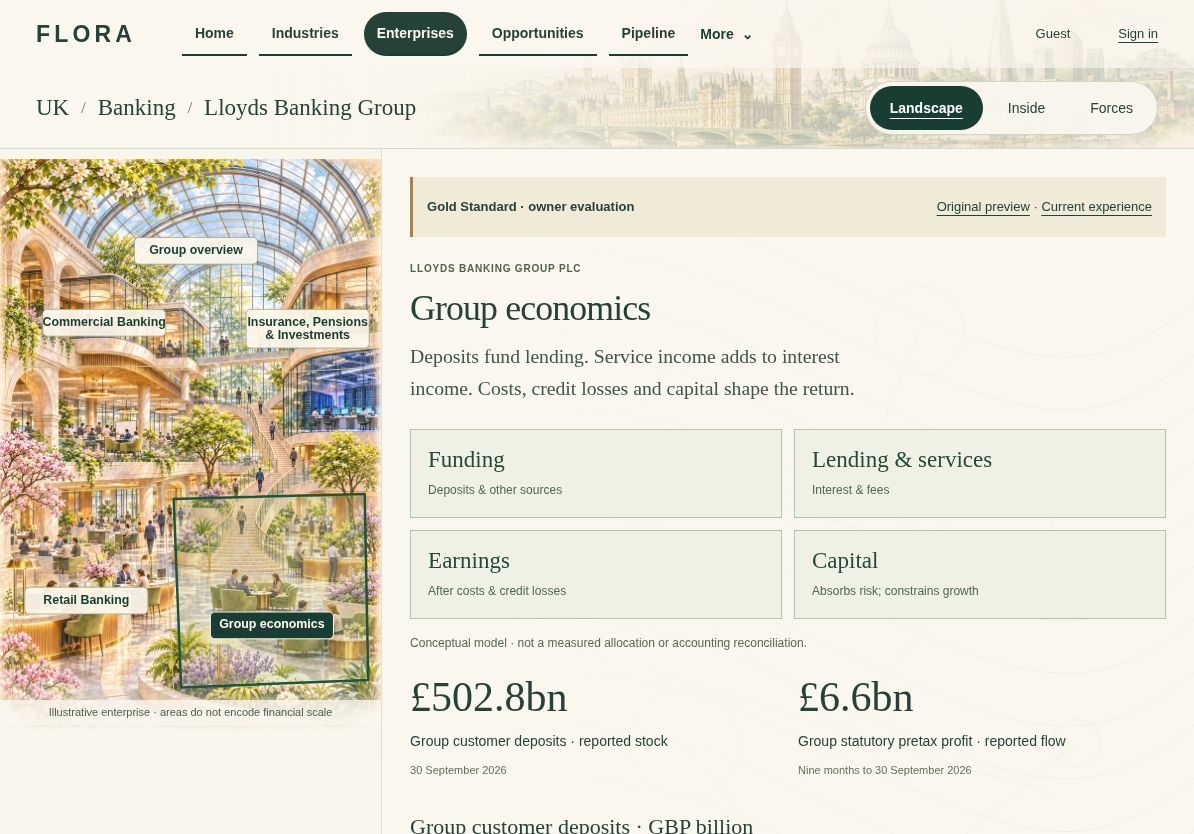 FLORA
Home
Industries
Enterprises
Opportunities
Pipeline
More
Guest
Sign in
UK / Banking / Lloyds Banking Group
Landscape
Inside
Forces
Group overview
Commercial Banking
Insurance, Pensions
& Investments
Retail Banking
Group economics
Illustrative enterprise · areas do not encode financial scale
Gold Standard · owner evaluation
Original preview · Current experience
LLOYDS BANKING GROUP PLC
Group economics
Deposits fund lending. Service income adds to interest
income. Costs, credit losses and capital shape the return.
Funding
Deposits & other sources
Lending & services
Interest & fees
Earnings
After costs & credit losses
Capital
Absorbs risk; constrains growth
Conceptual model · not a measured allocation or accounting reconciliation.
£502.8bn
Group customer deposits · reported stock
30 September 2026
£6.6bn
Group statutory pretax profit · reported flow
Nine months to 30 September 2026
Group customer deposits · GBP billion